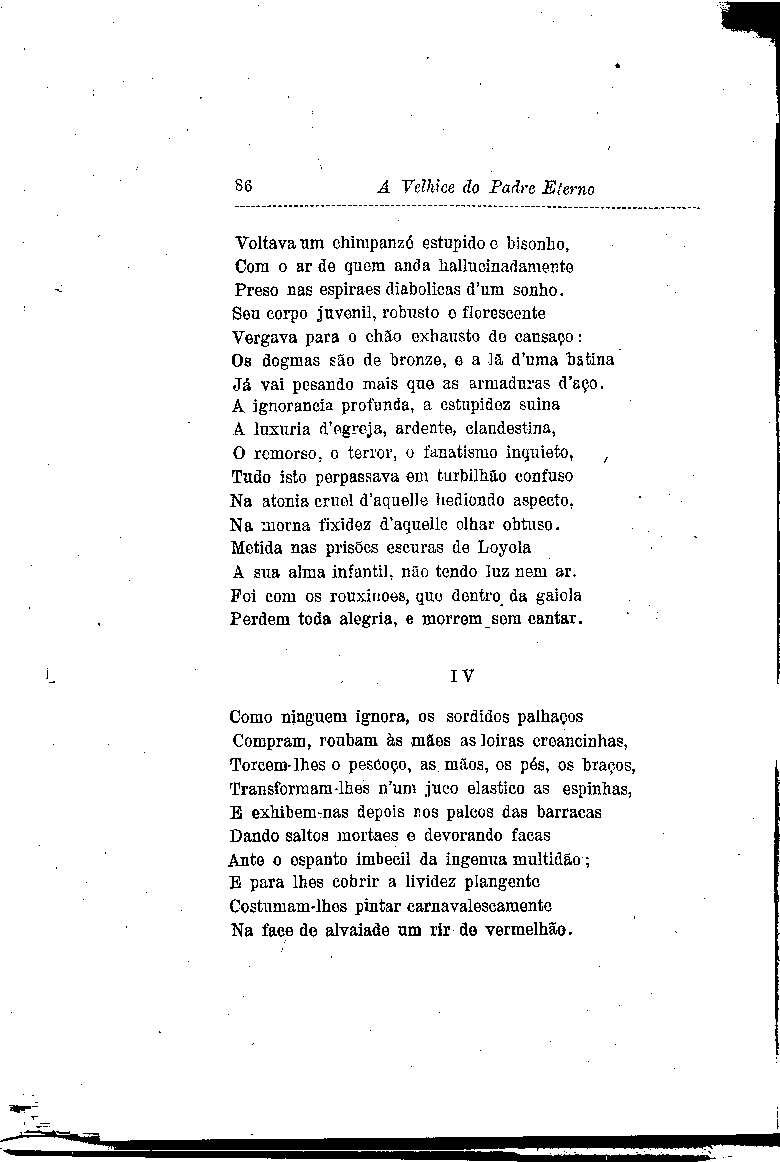 86 A Velhice do Padre Eterno
Voltava um chimpanzé estupido e bisonho,
Com o ar de quem anda hallucinadamente
Preso nas espiraes diabolicas d'um sonho.
Seu corpo juvenil, robusto e florescente
Vergava para o chão exhausto de cansaço:
Os dogmas são de bronze, e a lã d'uma batina
Já vai pesando mais que as armaduras d'aço.
A ignorancia profunda, a estupidez suina
A luxuria d'egreja, ardente, clandestina,
O remorso, o terror, o fanatismo inquieto,
Tudo isto perpassava em turbilhão confuso
Na atonia cruel d'aquelle hediondo aspecto,
Na morna fixidez d'aquelle olhar obtuso.
Metida nas prisões escuras de Loyola
A sua alma infantil, não tendo luz nem ar.
Foi com os rouxinoes, que dentro da gaiola
Perdem toda alegria, e morrem sem cantar.
IV
Como ninguem ignora, os sordidos palhaços
Compram, roubam às mães as loiras creancinhas,
Torcem-lhes o pescoço, as mãos, os pés, os braços,
Transformam-lhes n'um juco elastico as espinhas,
E exhibem-nas depois nos palcos das barracas
Dando saltos mortaes e devorando facas
Ante o espanto imbecil da ingenua multidão;
E para lhes cobrir a lividez plangente
Costumam-lhes pintar carnavalescamente
Na face de alvaiade um rir de vermelhão.